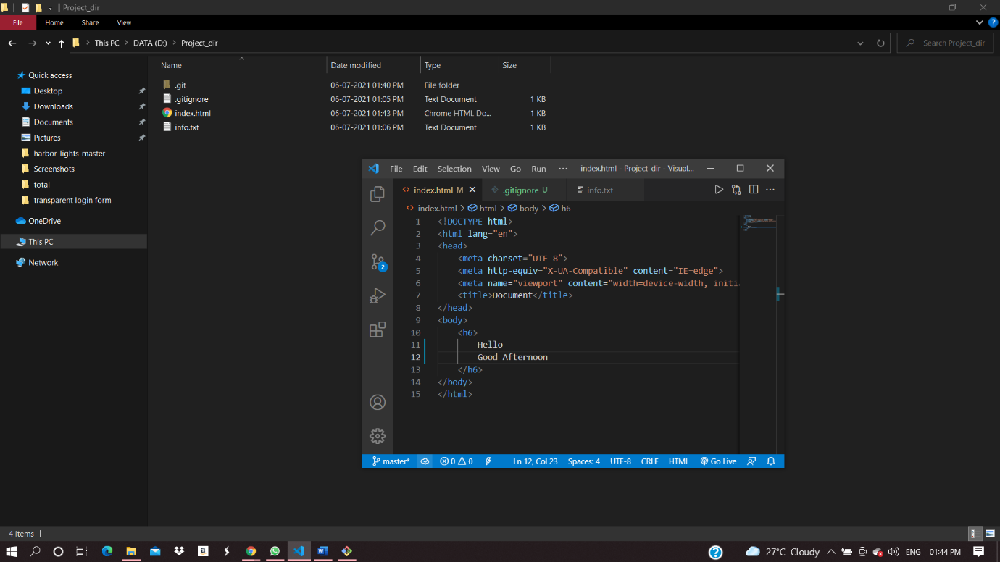 Project_dir
File Home Share View
This PC DATA (D:) Project_dir
Search Project_dir
Name Date modified Type Size
Quick access
Desktop
Downloads
Documents
Pictures
harbor-lights-master
Screenshots
total
transparent login form
OneDrive
This PC
Network
.git 06-07-2021 01:40 PM File folder
.gitignore 06-07-2021 01:05 PM Text Document 1 KB
index.html 06-07-2021 01:43 PM Chrome HTML Do... 1 KB
info.txt 06-07-2021 01:06 PM Text Document 1 KB
File Edit Selection View Go Run ··· index.html - Project_dir - Visual...
index.html M .gitignore U info.txt
index.html > html > body > h6
1 <!DOCTYPE html>
2 <html lang="en">
3 <head>
4 <meta charset="UTF-8">
5 <meta http-equiv="X-UA-Compatible" content="IE=edge">
6 <meta name="viewport" content="width=device-width, initia
7 <title>Document</title>
8 </head>
9 <body>
10 <h6>
11 Hello
12 Good Afternoon
13 </h6>
14 </body>
15 </html>
2
master* 0 0 Ln 12, Col 23 Spaces: 4 UTF-8 CRLF HTML Go Live
4 items
27°C Cloudy ENG 01:44 PM